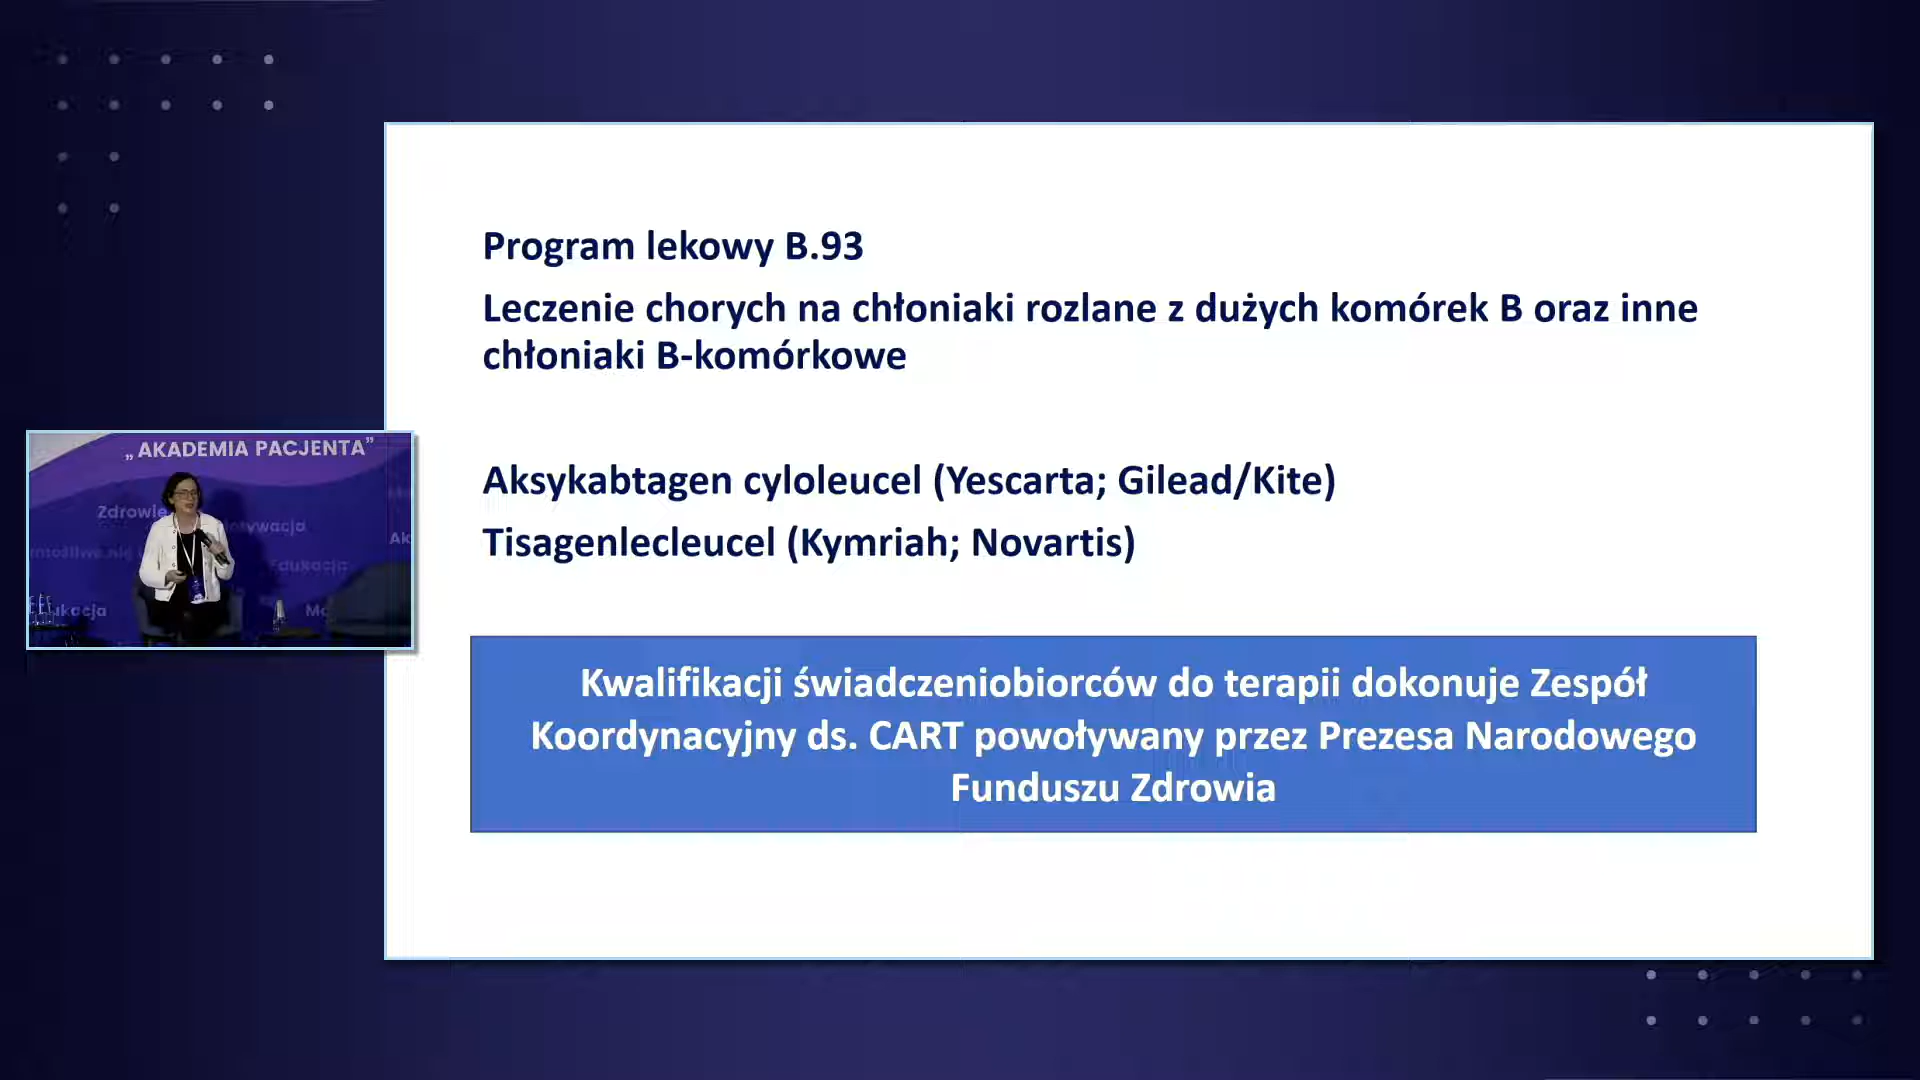 Program lekowy B.93
Leczenie chorych na chłoniaki rozlane z dużych komórek B oraz inne
chłoniaki B-komórkowe
Aksykabtagen cyloleucel (Yescarta; Gilead/Kite)
Tisagenlecleucel (Kymriah; Novartis)
Kwalifikacji świadczeniobiorców do terapii dokonuje Zespół
Koordynacyjny ds. CART powoływany przez Prezesa Narodowego
Funduszu Zdrowia
„AKADEMIA PACJENTA”
Zdrowie